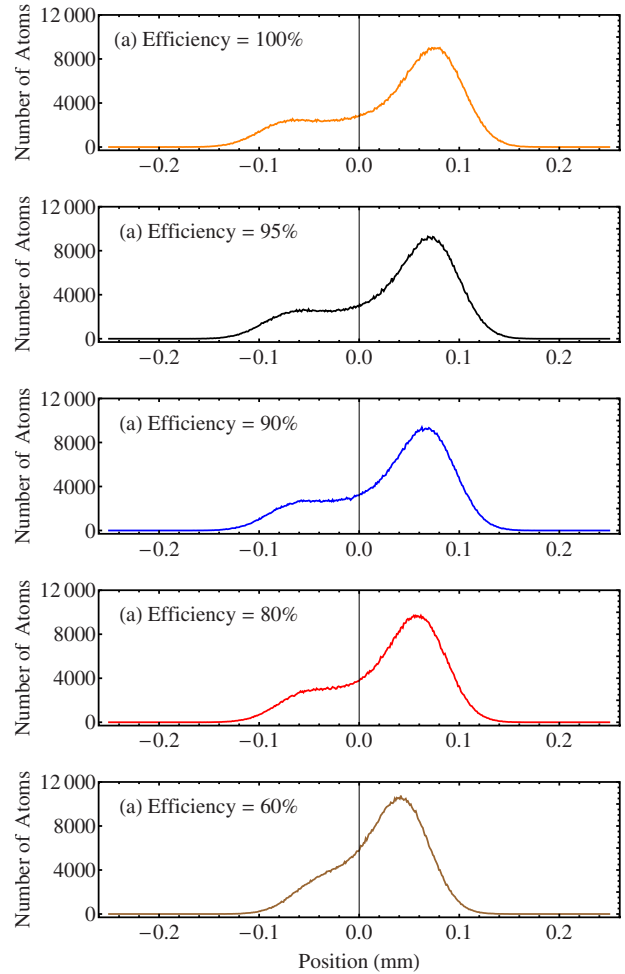 Number of Atoms
12 000
8000
4000
0
(a) Efficiency = 100%
−0.2 −0.1 0.0 0.1 0.2
Number of Atoms
12 000
8000
4000
0
(a) Efficiency = 95%
−0.2 −0.1 0.0 0.1 0.2
Number of Atoms
12 000
8000
4000
0
(a) Efficiency = 90%
−0.2 −0.1 0.0 0.1 0.2
Number of Atoms
12 000
8000
4000
0
(a) Efficiency = 80%
−0.2 −0.1 0.0 0.1 0.2
Number of Atoms
12 000
8000
4000
0
(a) Efficiency = 60%
−0.2 −0.1 0.0 0.1 0.2
Position (mm)